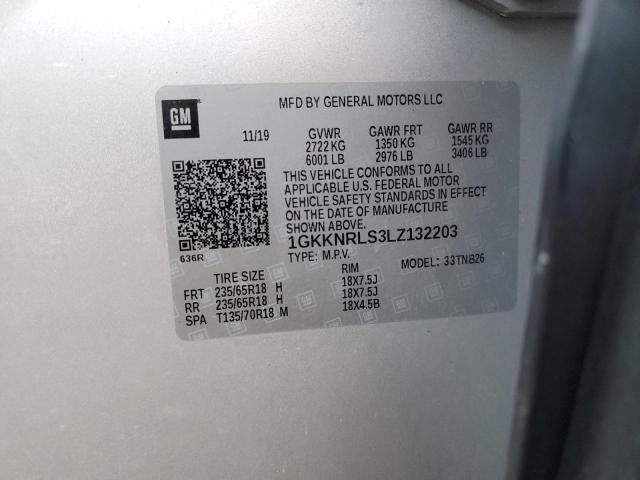 GM
MFD BY GENERAL MOTORS LLC
11/19 GVWR GAWR FRT GAWR RR
2722 KG 1350 KG 1545 KG
6001 LB 2976 LB 3406 LB
THIS VEHICLE CONFORMS TO ALL
APPLICABLE U.S. FEDERAL MOTOR
VEHICLE SAFETY STANDARDS IN EFFECT
ON THE DATE OF MANUFACTURE
SHOWN ABOVE.
636R
1GKKNRLS3LZ132203
TYPE: M.P.V. MODEL: 33TNB26
TIRE SIZE RIM
FRT 235/65R18 H 18X7.5J
RR 235/65R18 H 18X7.5J
SPA T135/70R18 M 18X4.5B